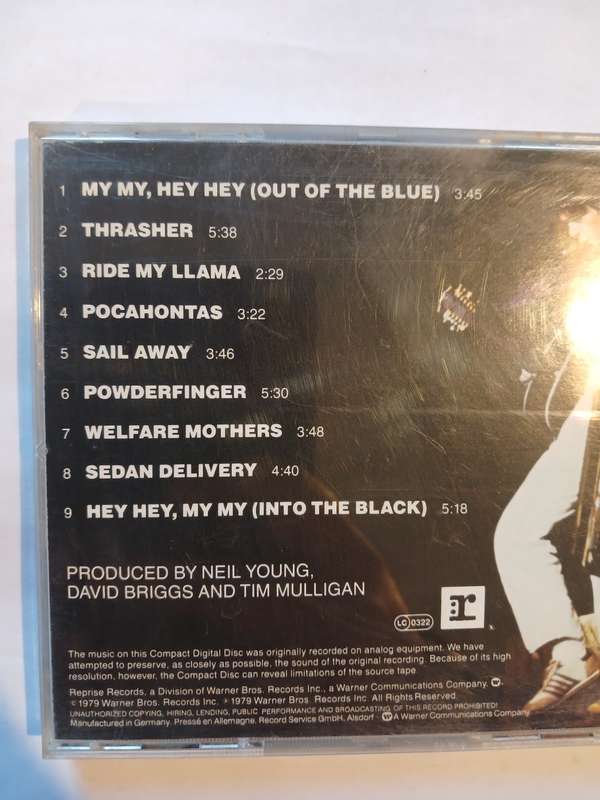 1 MY MY, HEY HEY (OUT OF THE BLUE) 3:45
2 THRASHER 5:38
3 RIDE MY LLAMA 2:29
4 POCAHONTAS 3:22
5 SAIL AWAY 3:46
6 POWDERFINGER 5:30
7 WELFARE MOTHERS 3:48
8 SEDAN DELIVERY 4:40
9 HEY HEY, MY MY (INTO THE BLACK) 5:18
PRODUCED BY NEIL YOUNG,
DAVID BRIGGS AND TIM MULLIGAN
LC 0322
r
The music on this Compact Digital Disc was originally recorded on analog equipment. We have
attempted to preserve, as closely as possible, the sound of the original recording. Because of its high
resolution, however, the Compact Disc can reveal limitations of the source tape.
Reprise Records, a Division of Warner Bros. Records Inc., a Warner Communications Company.
© 1979 Warner Bros. Records Inc. ℗ 1979 Warner Bros. Records Inc. All Rights Reserved.
UNAUTHORIZED COPYING, HIRING, LENDING, PUBLIC PERFORMANCE AND BROADCASTING OF THIS RECORD PROHIBITED!
Manufactured in Germany. Pressé en Allemagne. Record Service GmbH, Alsdorf · A Warner Communications Company